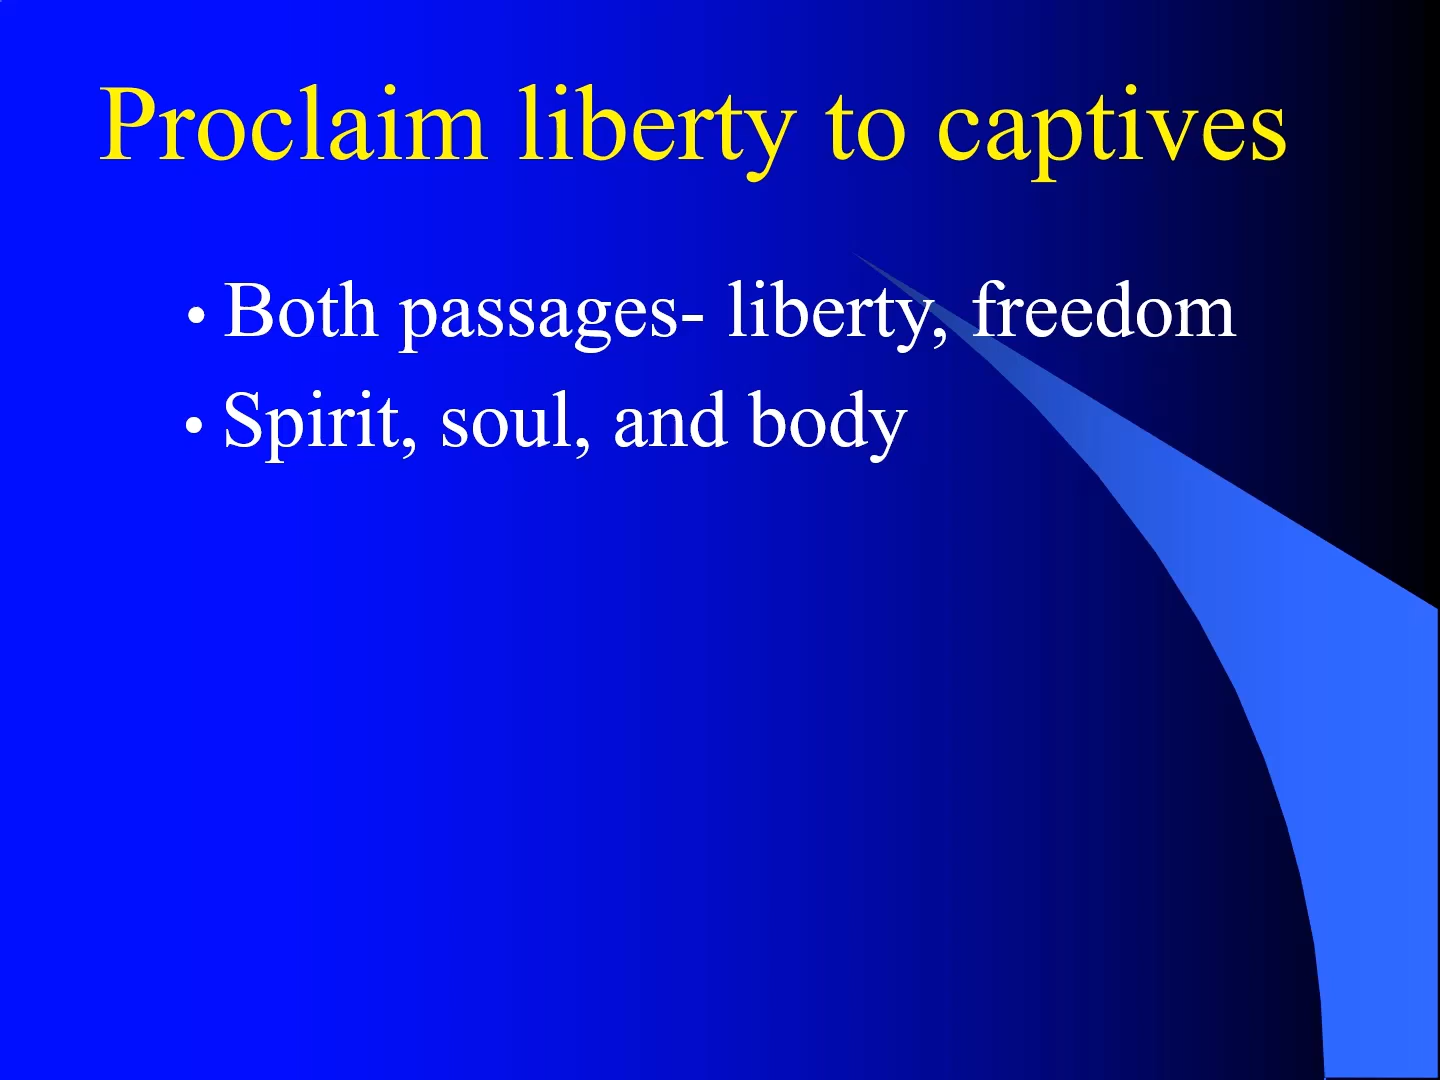 Proclaim liberty to captives
• Both passages- liberty, freedom
• Spirit, soul, and body